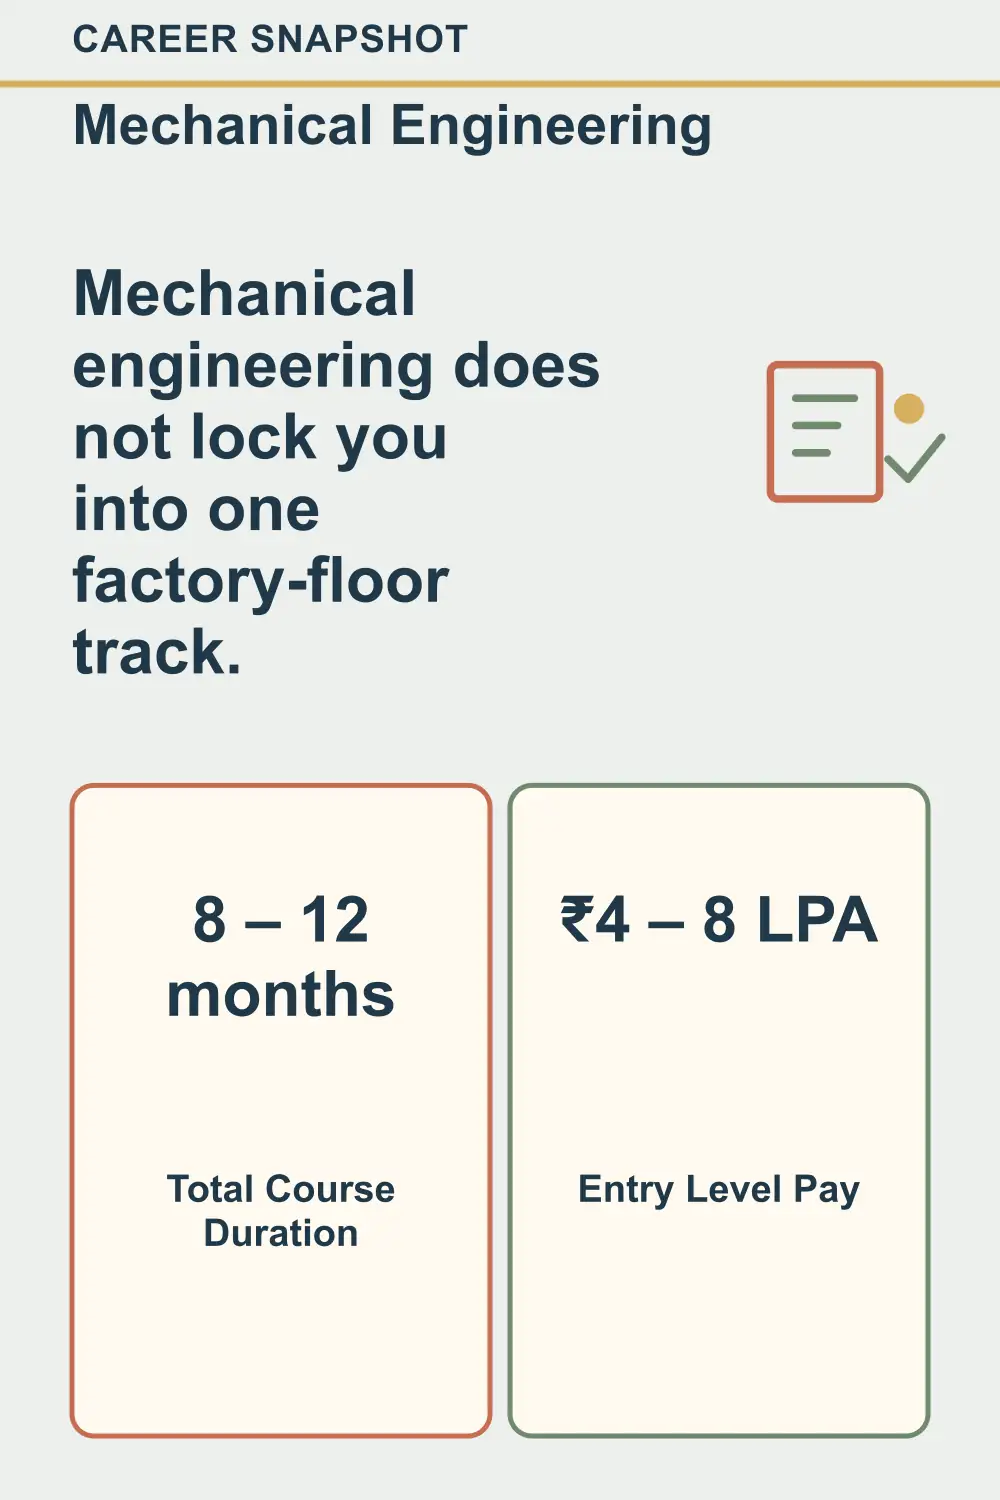 CAREER SNAPSHOT
Mechanical Engineering
Mechanical
engineering does
not lock you
into one
factory-floor
track.
8 – 12
months
Total Course
Duration
₹4 – 8 LPA
Entry Level Pay